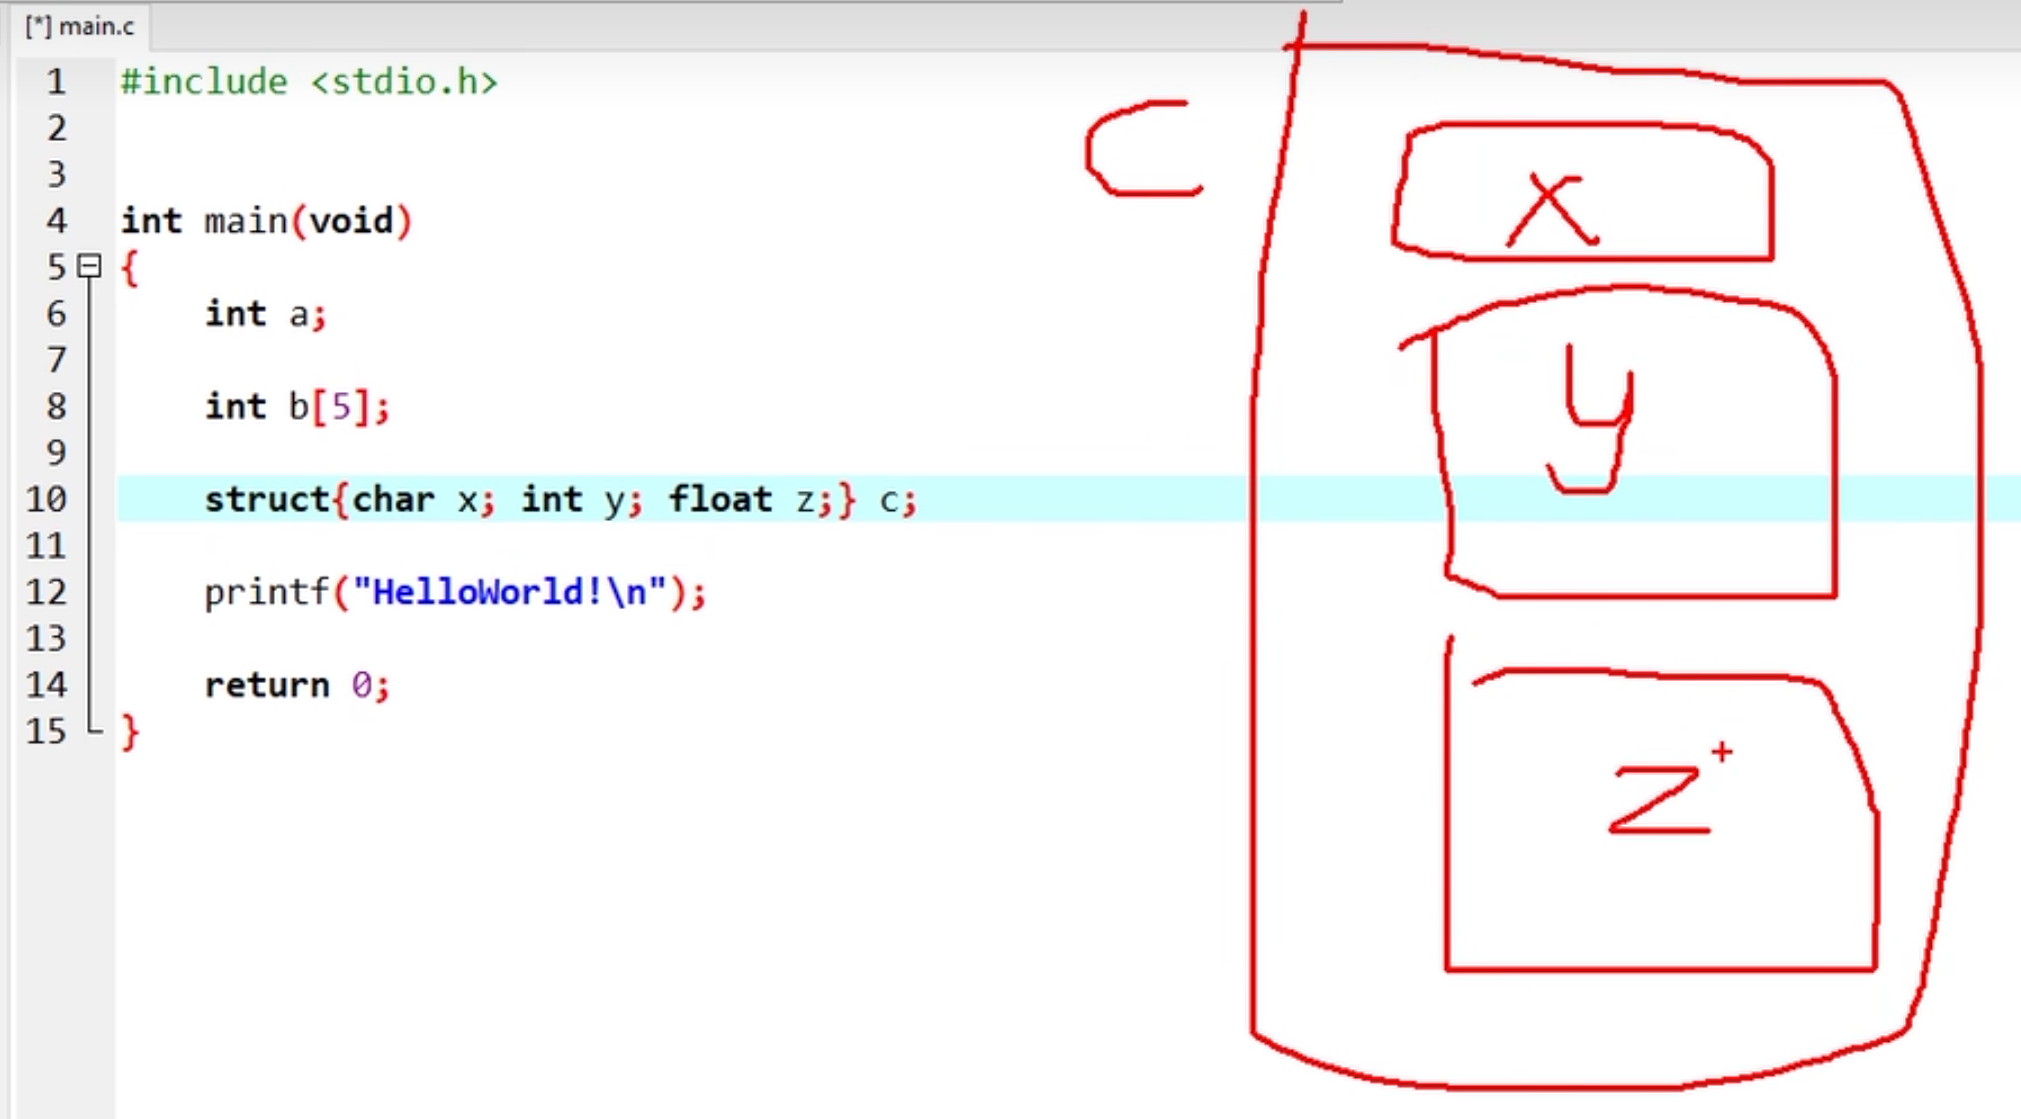 [*] main.c
1 #include <stdio.h>
2
3
4 int main(void)
5 {
6 int a;
7
8 int b[5];
9
10 struct{char x; int y; float z;} c;
11
12 printf("HelloWorld!\n");
13
14 return 0;
15 }
C
x
y
z